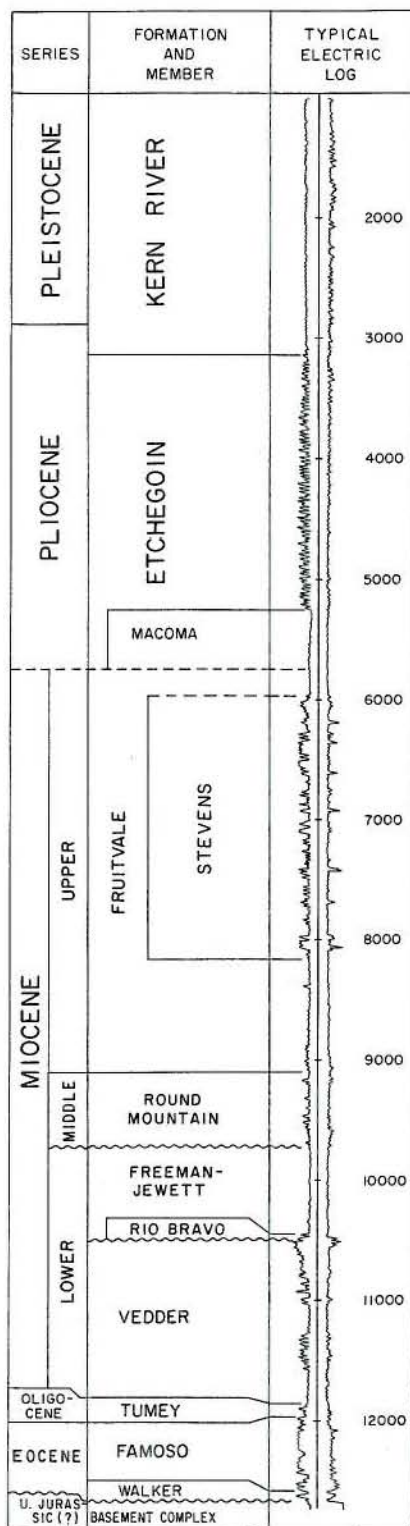 SERIES
FORMATION
AND
MEMBER
TYPICAL
ELECTRIC
LOG
PLEISTOCENE
KERN RIVER
2000
3000
PLIOCENE
ETCHEGOIN
4000
5000
MACOMA
6000
MIOCENE
UPPER
FRUITVALE
STEVENS
7000
8000
9000
MIDDLE
ROUND
MOUNTAIN
LOWER
FREEMAN-
JEWETT
10000
RIO BRAVO
VEDDER
11000
OLIGO-
CENE
TUMEY
12000
EOCENE
FAMOSO
WALKER
U. JURAS
SIC (?)
BASEMENT COMPLEX